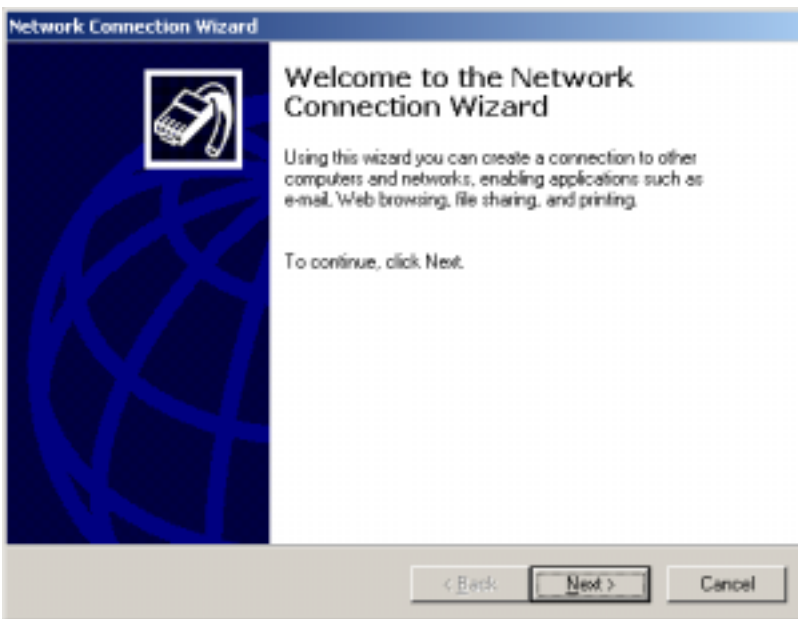 Network Connection Wizard
Welcome to the Network
Connection Wizard
Using this wizard you can create a connection to other
computers and networks, enabling applications such as
e-mail, Web browsing, file sharing, and printing.
To continue, click Next.
< Back
Next >
Cancel